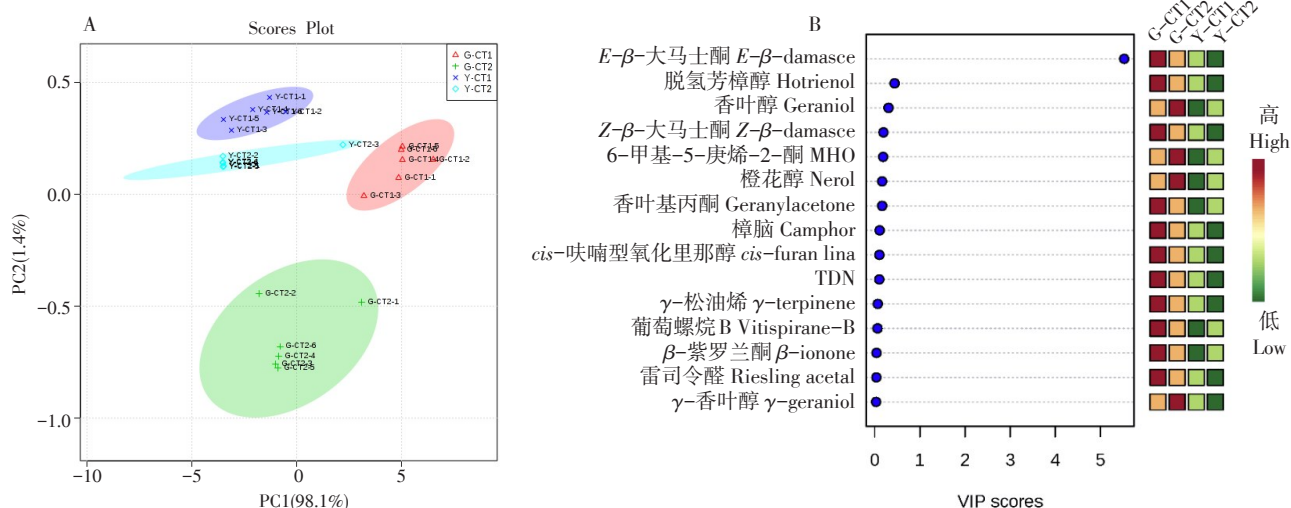 A
Scores Plot
G-CT1
G-CT2
Y-CT1
Y-CT2
0.5
0.0
−0.5
−1.0
PC2(1.4%)
−10
−5
0
5
PC1(98.1%)
Y-CT1-1
Y-CT1-2
Y-CT1-5
Y-CT1-3
Y-CT2-3
Y-CT2-2
G-CT1-5
G-CT1-4
G-CT1-2
G-CT1-1
G-CT1-3
G-CT2-2
G-CT2-1
G-CT2-6
G-CT2-4
G-CT2-3
G-CT2-5
B
G−CT1
G−CT2
Y−CT1
Y−CT2
E−β−大马士酮 E−β−damasce
脱氢芳樟醇 Hotrienol
香叶醇 Geraniol
Z−β−大马士酮 Z−β−damasce
6−甲基−5−庚烯−2−酮 MHO
橙花醇 Nerol
香叶基丙酮 Geranylacetone
樟脑 Camphor
cis−呋喃型氧化里那醇 cis−furan lina
TDN
γ−松油烯 γ−terpinene
葡萄螺烷 B Vitispirane−B
β−紫罗兰酮 β−ionone
雷司令醛 Riesling acetal
γ−香叶醇 γ−geraniol
0
1
2
3
4
5
VIP scores
高
High
低
Low